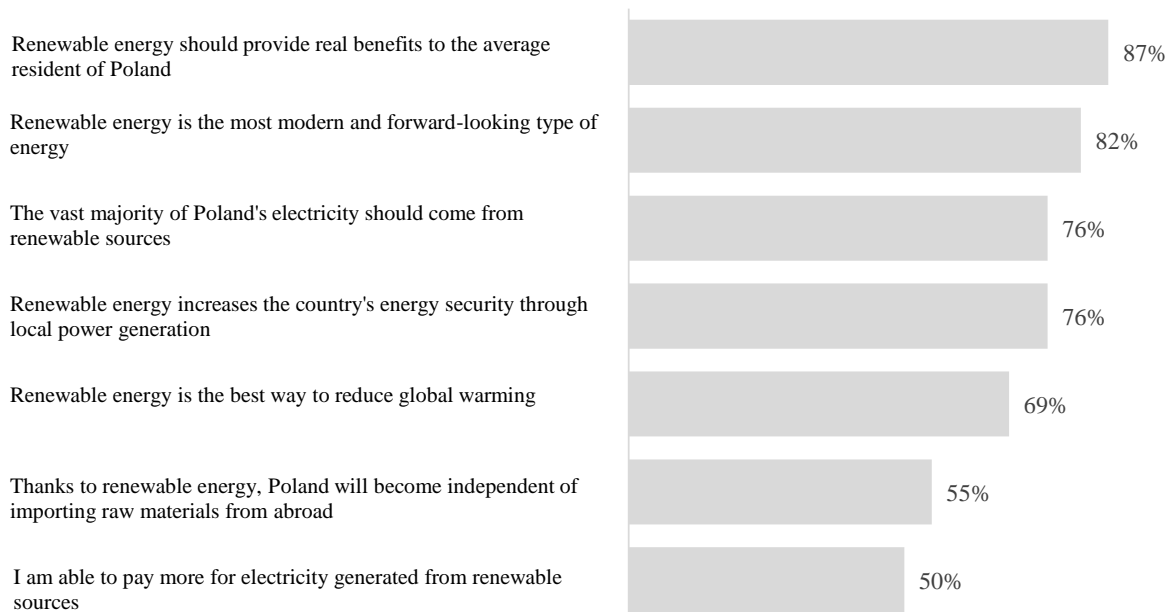 Renewable energy should provide real benefits to the average
resident of Poland
87%
Renewable energy is the most modern and forward-looking type of
energy
82%
The vast majority of Poland's electricity should come from
renewable sources
76%
Renewable energy increases the country's energy security through
local power generation
76%
Renewable energy is the best way to reduce global warming
69%
Thanks to renewable energy, Poland will become independent of
importing raw materials from abroad
55%
I am able to pay more for electricity generated from renewable
sources
50%